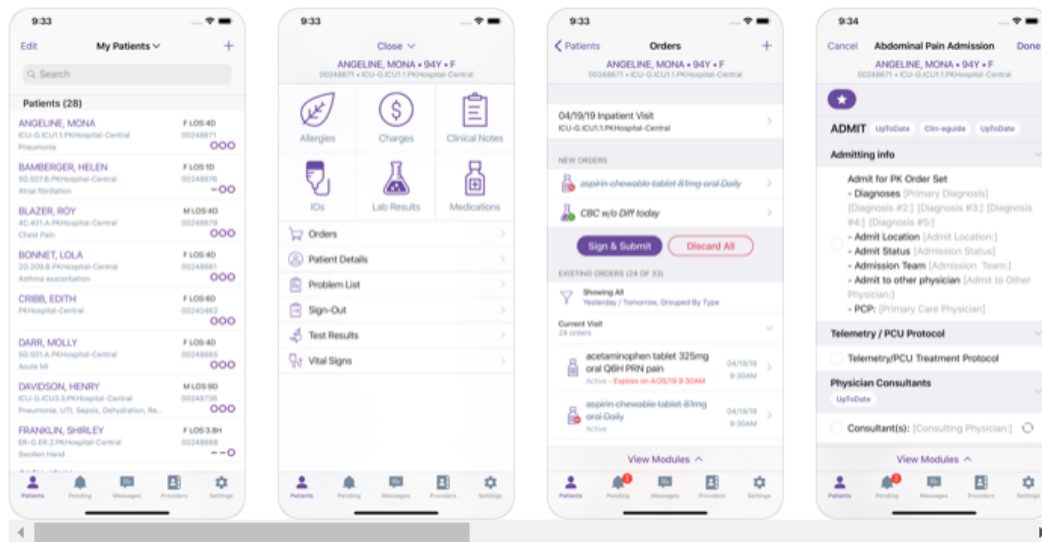 9:33
Edit
My Patients
+
Search
Patients (28)
ANGELINE, MONA
F LOS:4D
ICU-G.ICU1.1.PKHospital-Central
00248671
Pneumonia
BAMBERGER, HELEN
F LOS:1D
5G.507.B.PKHospital-Central
00248676
Atrial fibrillation
BLAZER, ROY
M LOS:4D
4C.401.A.PKHospital-Central
00248679
Chest Pain
BONNET, LOLA
F LOS:4D
2G.209.B.PKHospital-Central
00248681
Asthma exacerbation
CRIBB, EDITH
F LOS:6D
PKHospital-Central
DARR, MOLLY
F LOS:4D
5G.501.A.PKHospital-Central
00248685
Acute MI
DAVIDSON, HENRY
M LOS:9D
ICU-G.ICU3.3.PKHospital-Central
00248736
Pneumonia, UTI, Sepsis, Dehydration, Re...
FRANKLIN, SHIRLEY
F LOS:3.8H
ER-G.ER.2.PKHospital-Central
00248688
Swollen Hand
Patients
Pending
Messages
Providers
Settings
9:33
Close
ANGELINE, MONA • 94Y • F
00248671 • ICU-G.ICU1.1.PKHospital-Central
Allergies
Charges
Clinical Notes
IOs
Lab Results
Medications
Orders
Patient Details
Problem List
Sign-Out
Test Results
Vital Signs
Patients
Pending
Messages
Providers
Settings
9:33
Patients
Orders
+
ANGELINE, MONA • 94Y • F
00248671 • ICU-G.ICU1.1.PKHospital-Central
04/19/19 Inpatient Visit
ICU-G.ICU1.1.PKHospital-Central
NEW ORDERS
aspirin chewable tablet 81mg oral Daily
CBC w/o Diff today
Sign & Submit
Discard All
EXISTING ORDERS (24 OF 33)
Showing All
Yesterday / Tomorrow, Grouped By Type
Current Visit
24 orders
acetaminophen tablet 325mg
oral Q6H PRN pain
04/19/19
9:30AM
Active - Expires on 4/26/19 9:30AM
aspirin chewable tablet 81mg
oral Daily
04/19/19
9:30AM
Active
View Modules
2
Patients
Pending
Messages
Providers
Settings
9:34
Cancel
Abdominal Pain Admission
Done
ANGELINE, MONA • 94Y • F
00248671 • ICU-G.ICU1.1.PKHospital-Central
ADMIT
UpToDate
Clin-eguide
UpToDate
Admitting info
Admit for PK Order Set
- Diagnoses [Primary Diagnosis]
[Diagnosis #2:] [Diagnosis #3:] [Diagnosis
#4:] [Diagnosis #5:]
- Admit Location [Admit Location:]
- Admit Status [Admission Status]
- Admission Team [Admission Team:]
- Admit to other physician [Admit to Other
Physician:]
- PCP: [Primary Care Physician]
Telemetry / PCU Protocol
Telemetry/PCU Treatment Protocol
Physician Consultants
UpToDate
Consultant(s): [Consulting Physician:]
View Modules
Patients
Pending
Messages
Providers
Settings